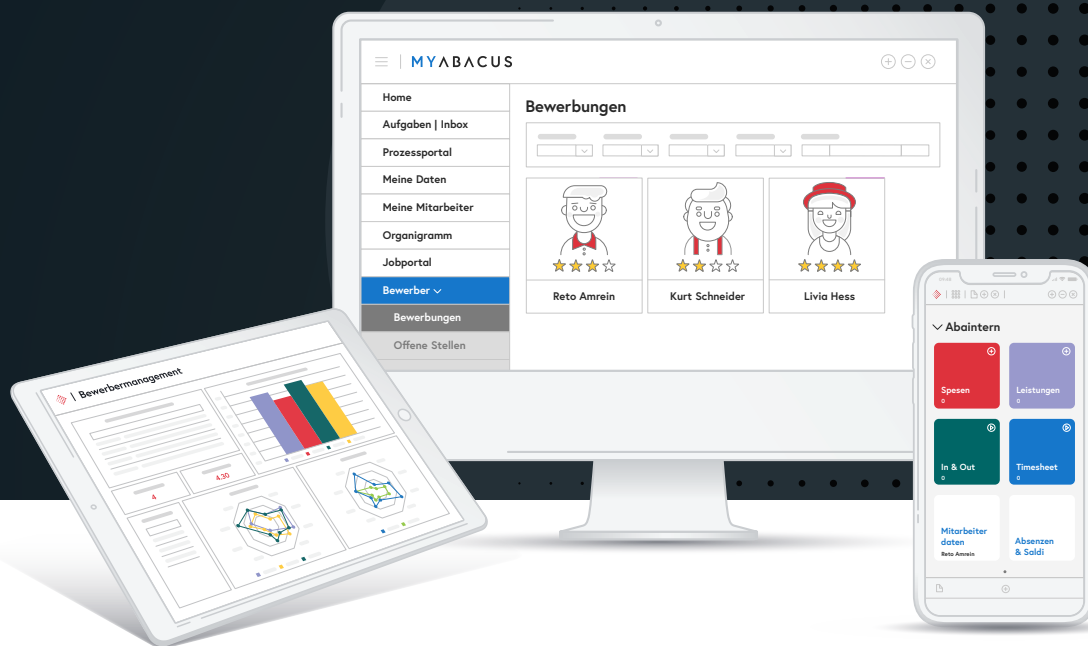 MYABACUS
Home
Aufgaben | Inbox
Prozessportal
Meine Daten
Meine Mitarbeiter
Organigramm
Jobportal
Bewerber
Bewerbungen
Offene Stellen
Bewerbungen
Reto Amrein
Kurt Schneider
Livia Hess
| Bewerbermanagement
4
4.30
Abaintern
Spesen
0
Leistungen
0
In & Out
0
Timesheet
0
Mitarbeiter
daten
Reto Amrein
Absenzen
& Saldi